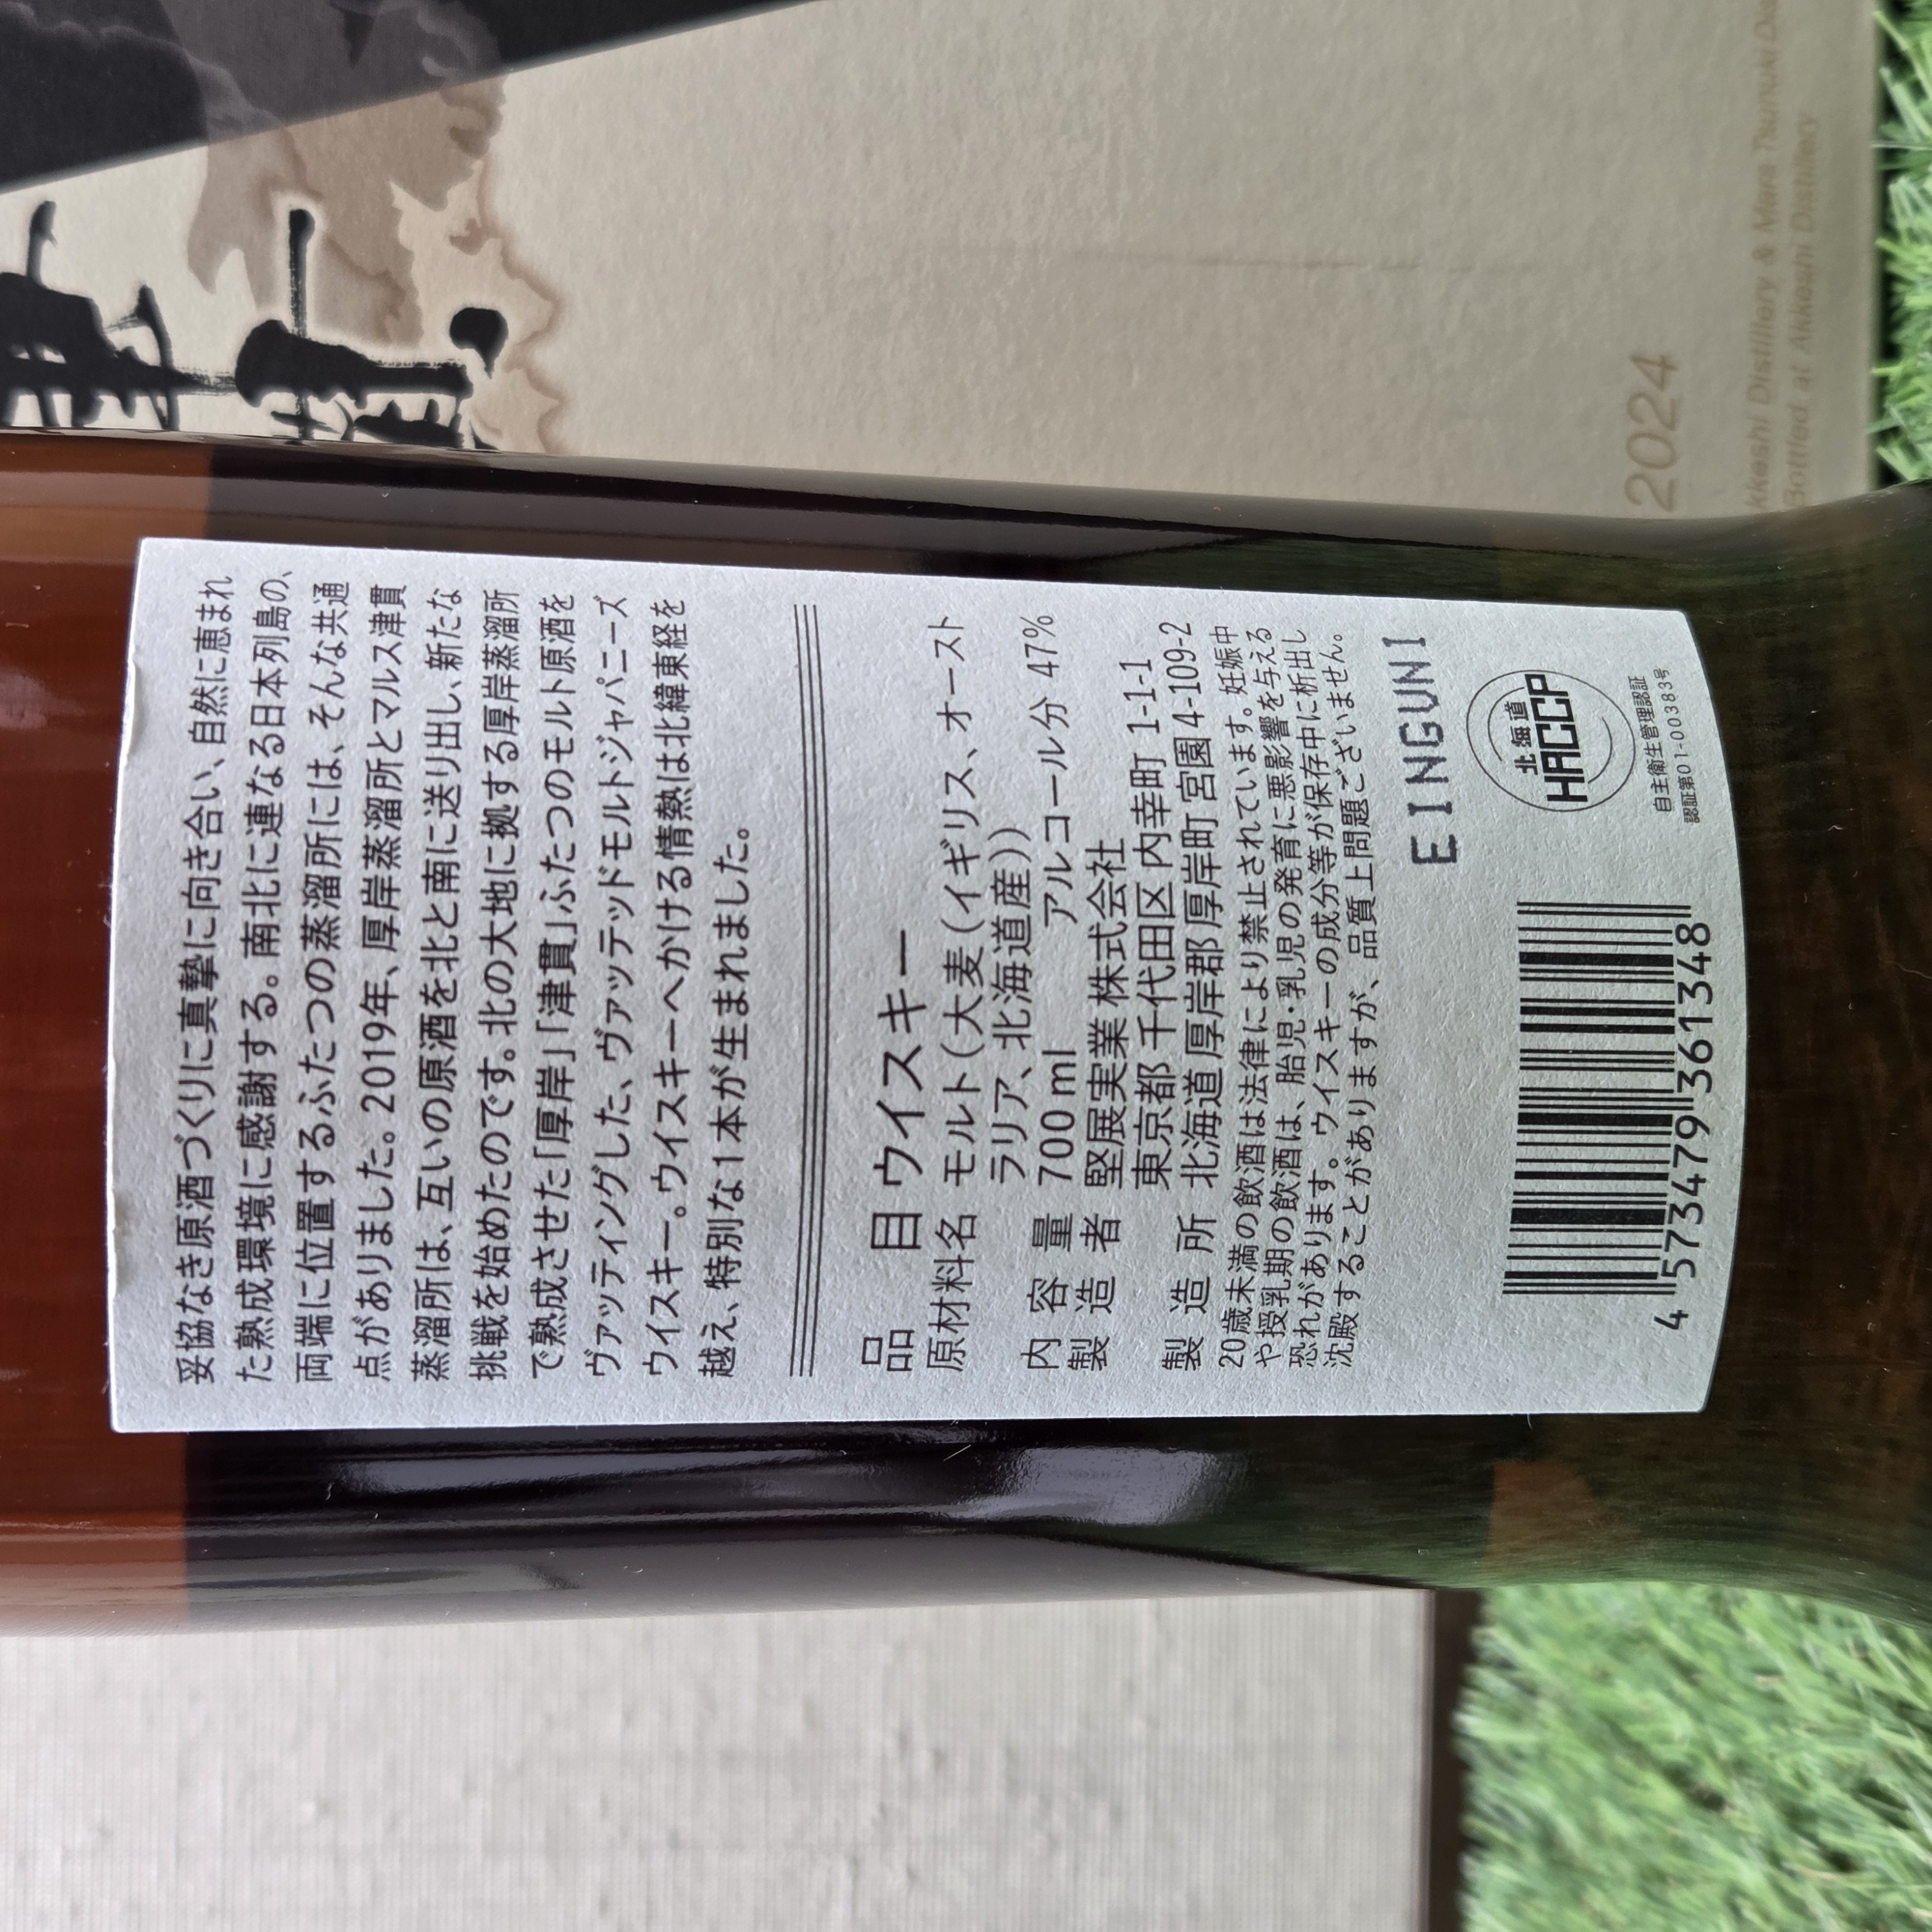 妥協なき原酒づくりに真摯に向き合い、自然に恵まれ
た熟成環境に感謝する。南北に連なる日本列島の、
両端に位置するふたつの蒸溜所には、そんな共通
点がありました。2019年、厚岸蒸溜所とマルス津貫
蒸溜所は、互いの原酒を北と南に送り出し、新たな
挑戦を始めたのです。北の大地に拠する厚岸蒸溜所
で熟成させた「厚岸」「津貫」ふたつのモルト原酒を
ヴァッティングした、ヴァッテッドモルトジャパニーズ
ウイスキー。ウイスキーへかける情熱は北緯東経を
越え、特別な1本が生まれました。
品目 ウイスキー
原材料名 モルト(大麦(イギリス、オースト
ラリア、北海道産))
内容量 700ml アルコール分 47%
製造者 堅展実業株式会社
東京都千代田区内幸町 1-1-1
製造所 北海道厚岸郡厚岸町宮園 4-109-2
20歳未満の飲酒は法律により禁止されています。妊娠中
や授乳期の飲酒は、胎児・乳児の発育に悪影響を与える
恐れがあります。ウイスキーの成分等が保存中に析出し
沈殿することがありますが、品質上問題ございません。
EINGUNI
北海道
HACCP
自主衛生管理認証
認証第01-00383号
4 573479 361348
2024
kkeshi Distillery & Mars Tsunuki
Bottled at Akkeshi Distillery